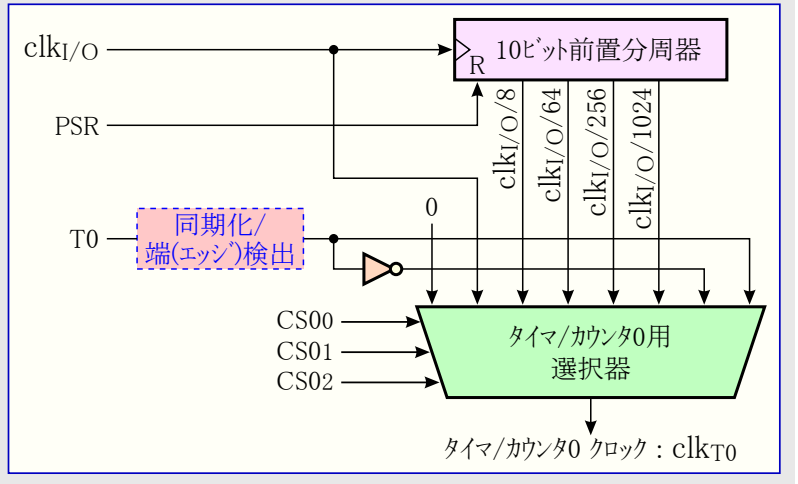 clkI/O
10ビット前置分周器
R
PSR
clkI/O/8
clkI/O/64
clkI/O/256
clkI/O/1024
0
T0
同期化/
端(エッジ)検出
CS00
CS01
CS02
タイマ/カウンタ0用
選択器
タイマ/カウンタ0 クロック : clkT0